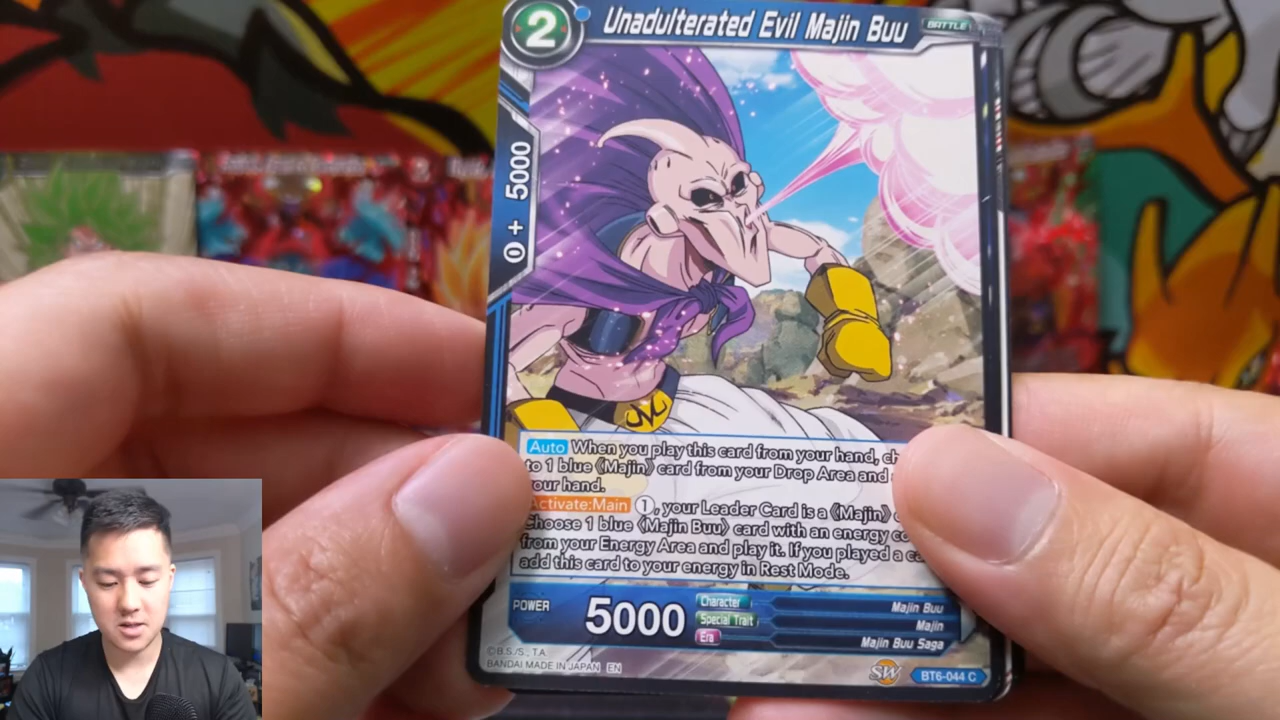 2
Unadulterated Evil Majin Buu
BATTLE
0 + 5000
Auto When you play this card from your hand,
to 1 blue 《Majin》 card from your Drop Area and
our hand.
Activate:Main ①, your Leader Card is a 《Majin》
Choose 1 blue 〈Majin Buu〉 card with an energy
from your Energy Area and play it. If you played a
add this card to your energy in Rest Mode.
POWER
5000
Character Majin Buu
Special Trait Majin
Era Majin Buu Saga
©B.S./S., T.A.
BANDAI MADE IN JAPAN EN
SW
BT6-044 C